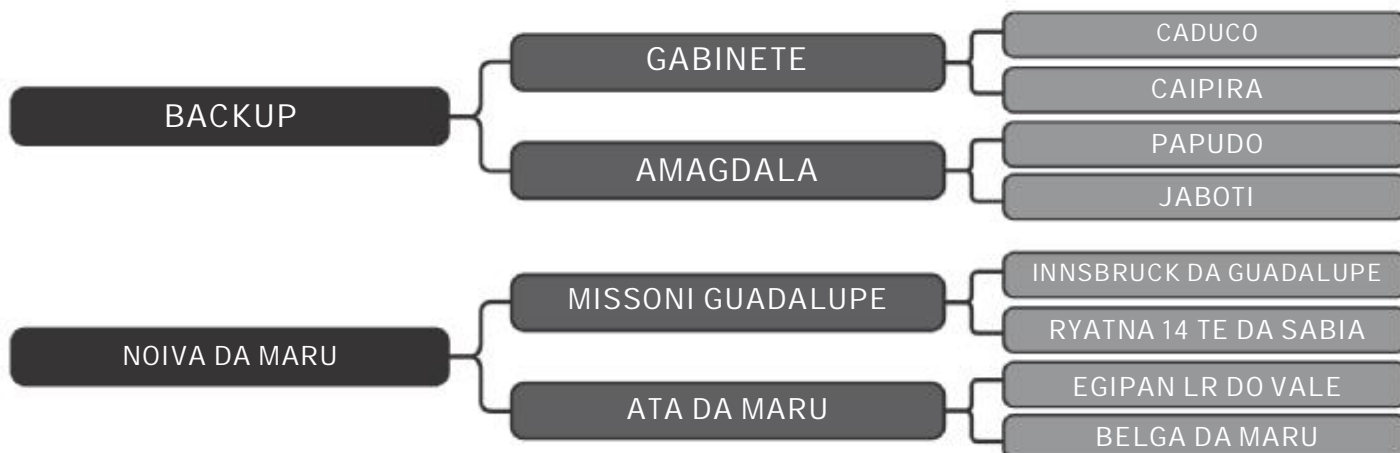 BACKUP
GABINETE
CADUCO
CAIPIRA
AMAGDALA
PAPUDO
JABOTI
NOIVA DA MARU
MISSONI GUADALUPE
INNSBRUCK DA GUADALUPE
RYATNA 14 TE DA SABIA
ATA DA MARU
EGIPAN LR DO VALE
BELGA DA MARU